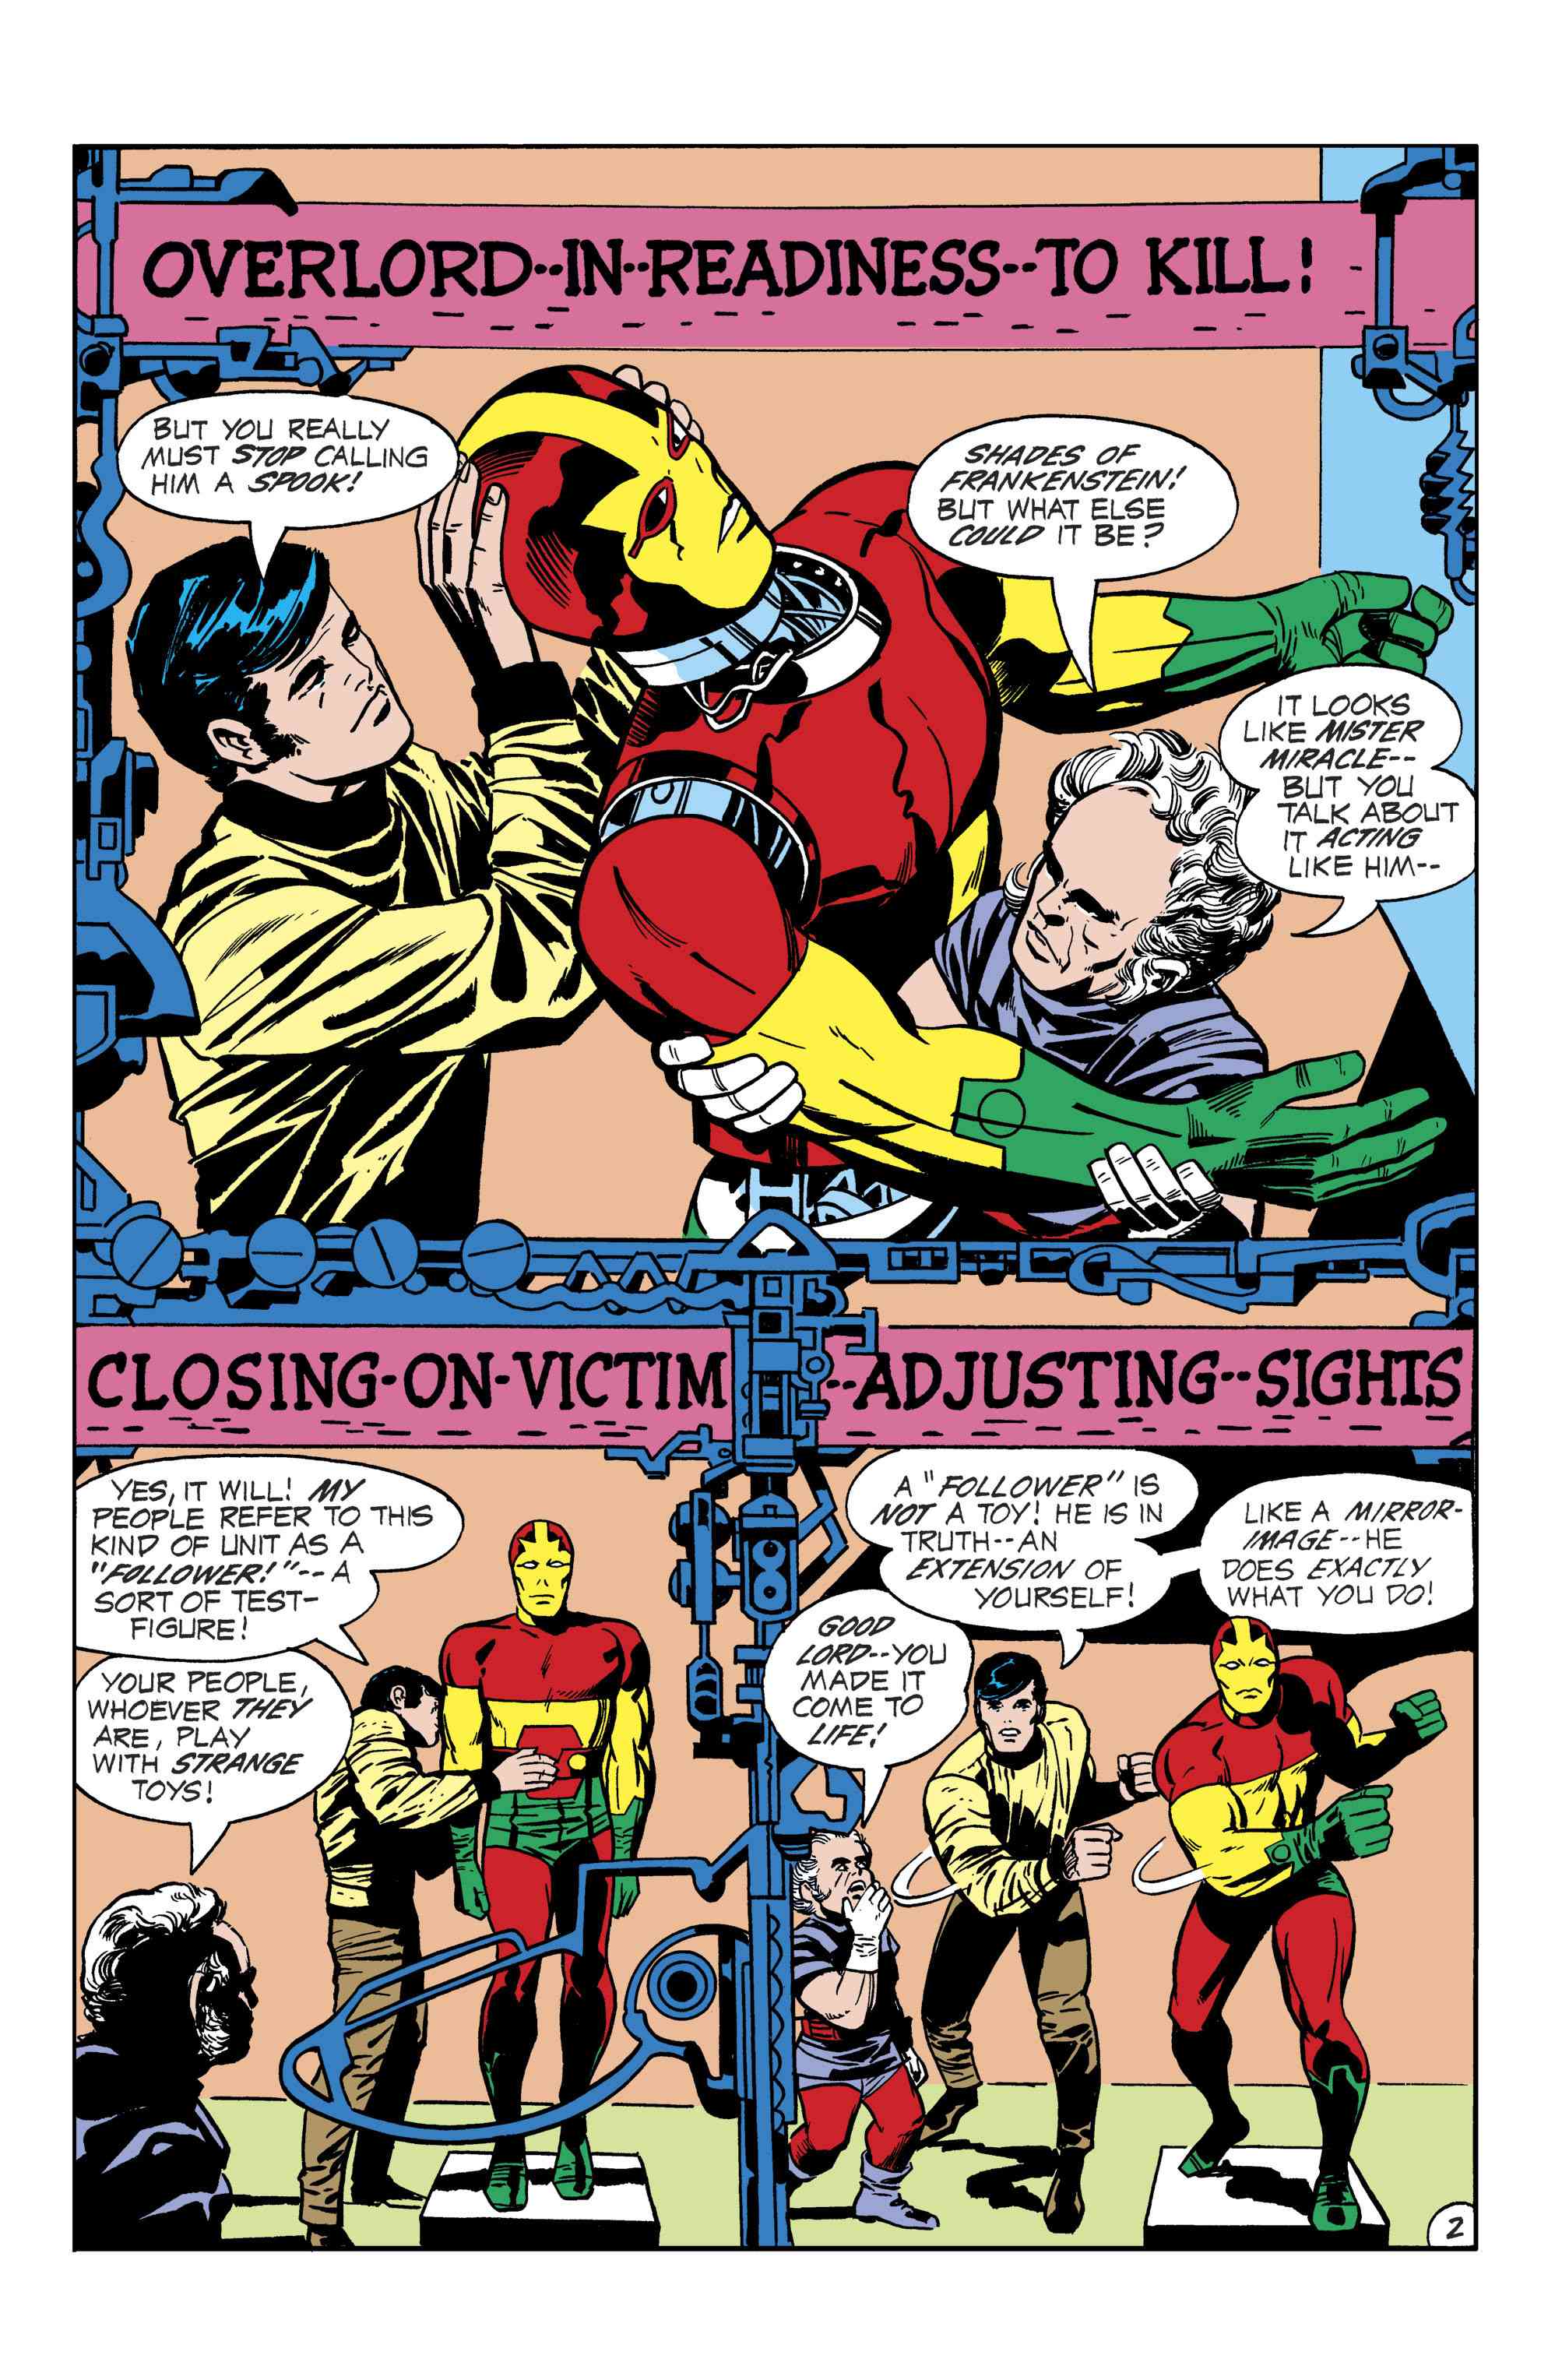 OVERLORD--IN--READINESS--TO KILL!
BUT YOU REALLY
MUST STOP CALLING
HIM A SPOOK!
SHADES OF
FRANKENSTEIN!
BUT WHAT ELSE
COULD IT BE?
IT LOOKS
LIKE MISTER
MIRACLE--
BUT YOU
TALK ABOUT
IT ACTING
LIKE HIM--
CLOSING-ON-VICTIM
--ADJUSTING--SIGHTS
YES, IT WILL! MY
PEOPLE REFER TO THIS
KIND OF UNIT AS A
"FOLLOWER!"-- A
SORT OF TEST-
FIGURE!
YOUR PEOPLE,
WHOEVER THEY
ARE, PLAY
WITH STRANGE
TOYS!
A "FOLLOWER" IS
NOT A TOY! HE IS IN
TRUTH--AN
EXTENSION OF
YOURSELF!
LIKE A MIRROR-
IMAGE--HE
DOES EXACTLY
WHAT YOU DO!
GOOD
LORD--YOU
MADE IT
COME TO
LIFE!
2